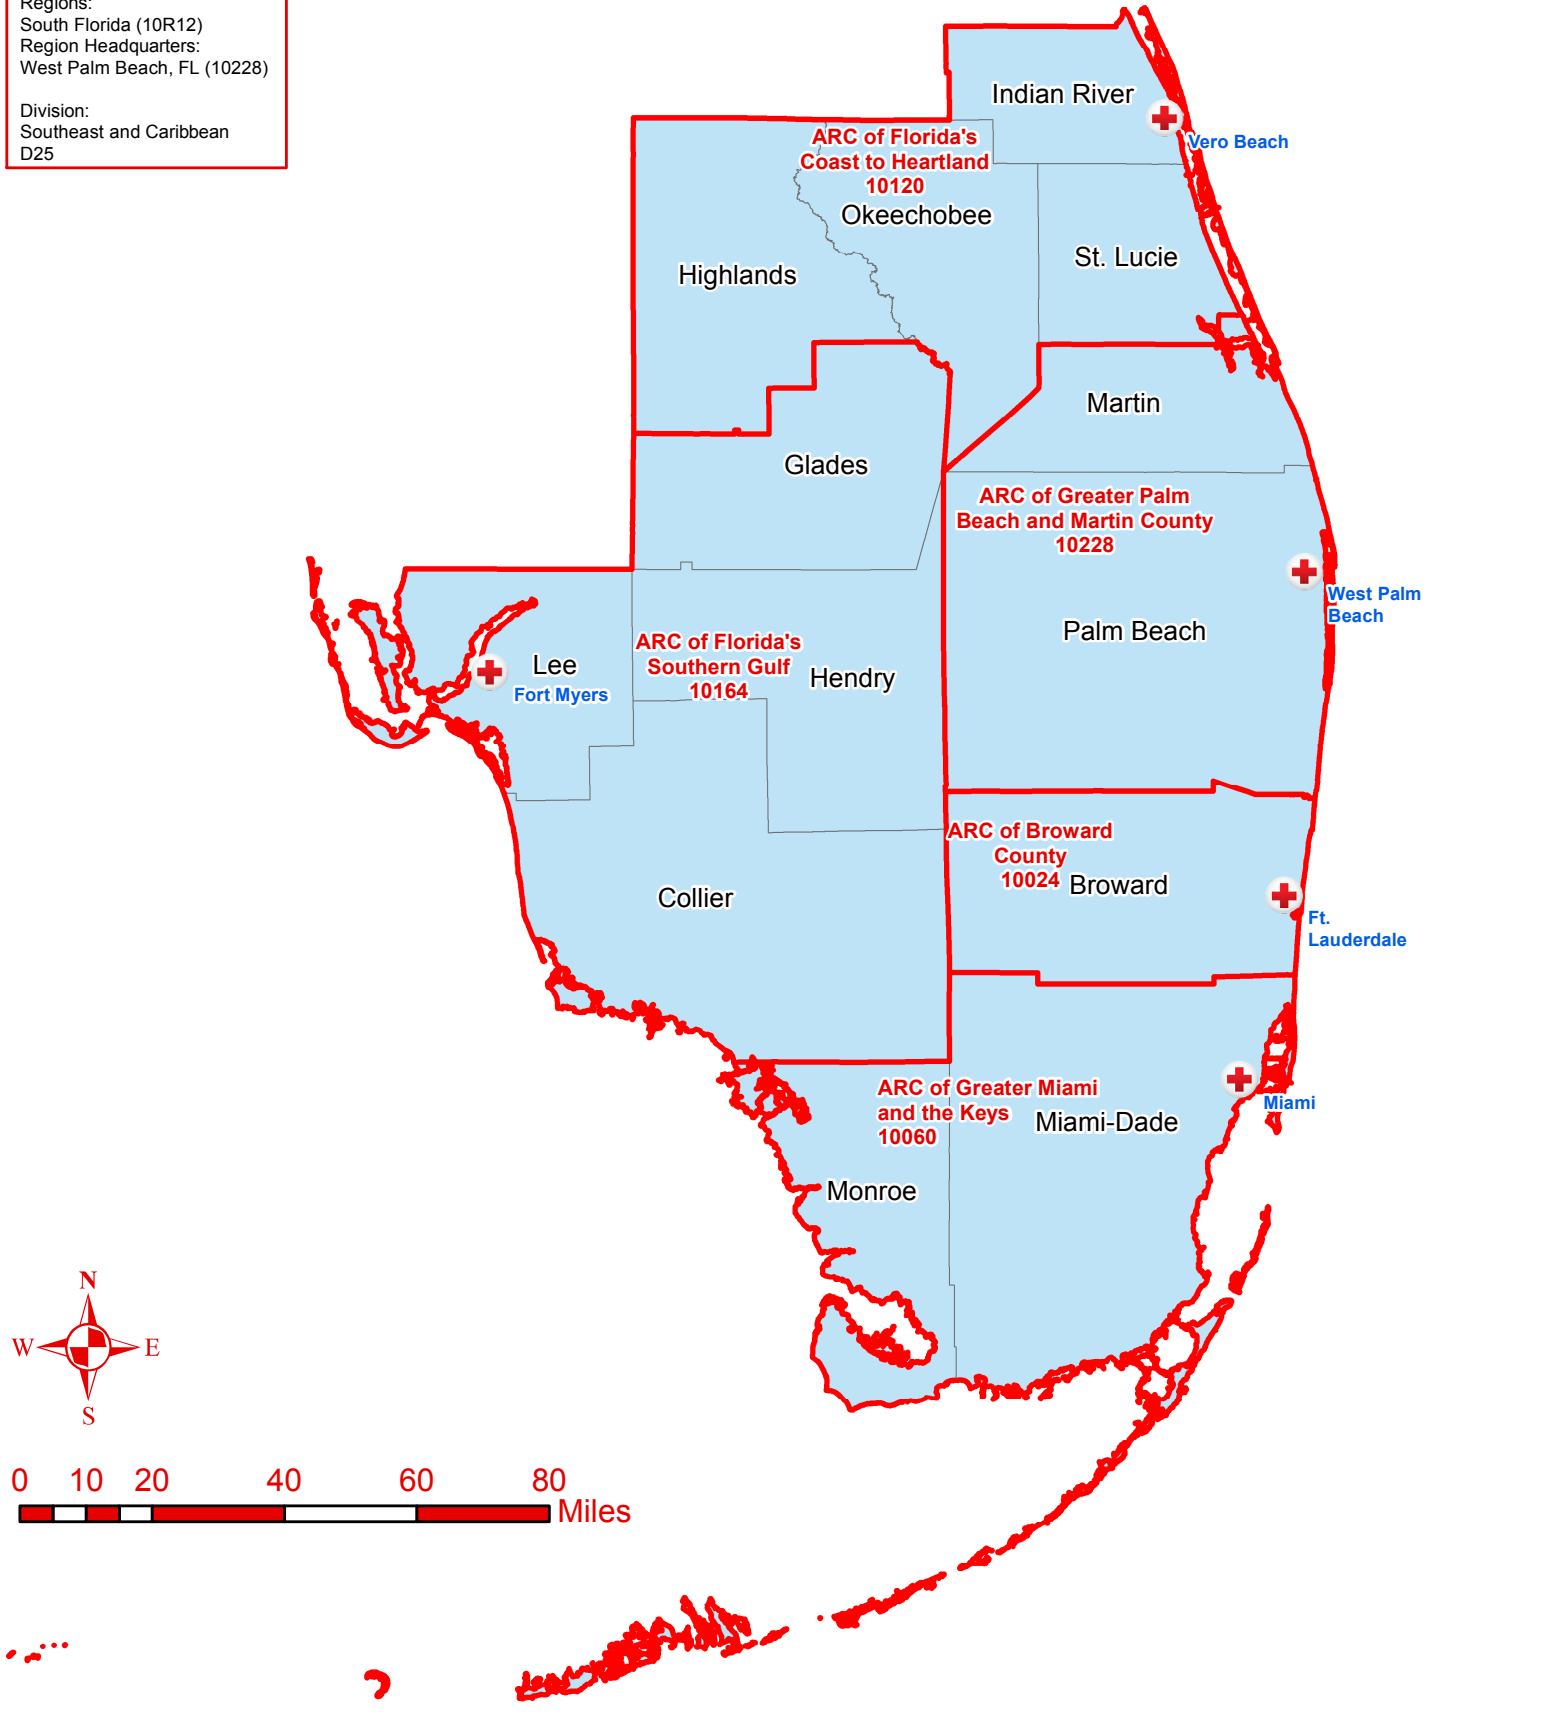 Regions:
South Florida (10R12)
Region Headquarters:
West Palm Beach, FL (10228)
Division:
Southeast and Caribbean
D25
Indian River
Vero Beach
ARC of Florida's
Coast to Heartland
10120
Okeechobee
St. Lucie
Highlands
Martin
Glades
ARC of Greater Palm
Beach and Martin County
10228
West Palm
Beach
Palm Beach
ARC of Florida's
Southern Gulf
10164
Lee
Fort Myers
Hendry
ARC of Broward
County
10024
Broward
Collier
Ft.
Lauderdale
ARC of Greater Miami
and the Keys
10060
Miami
Miami-Dade
Monroe
N
W
E
S
0 10 20 40 60 80
Miles